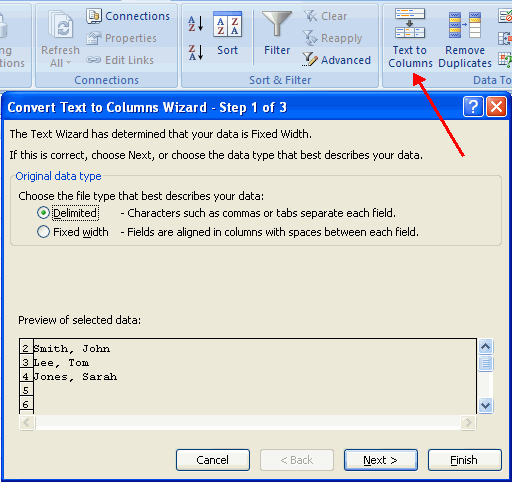 Connections
Properties
Edit Links
Refresh
All
Connections
Sort
Filter
Clear
Reapply
Advanced
Sort & Filter
Text to
Columns
Remove
Duplicates
Data To
Convert Text to Columns Wizard - Step 1 of 3
The Text Wizard has determined that your data is Fixed Width.
If this is correct, choose Next, or choose the data type that best describes your data.
Original data type
Choose the file type that best describes your data:
Delimited - Characters such as commas or tabs separate each field.
Fixed width - Fields are aligned in columns with spaces between each field.
Preview of selected data:
2 Smith, John
3 Lee, Tom
4 Jones, Sarah
5
6
Cancel < Back Next > Finish